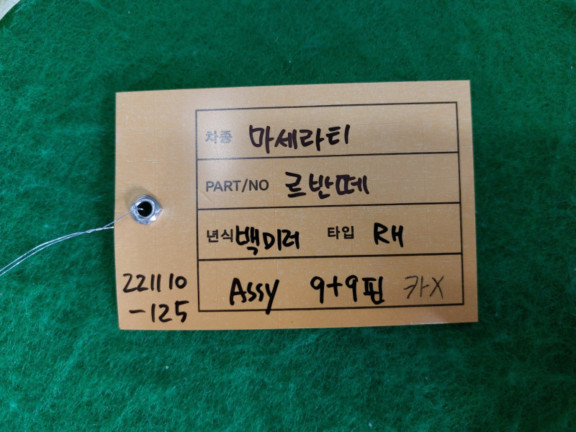 차종 마세라티
PART/NO 르반떼
년식 백미러 타입 RH
Assy 9+9핀 카X
221110
-125